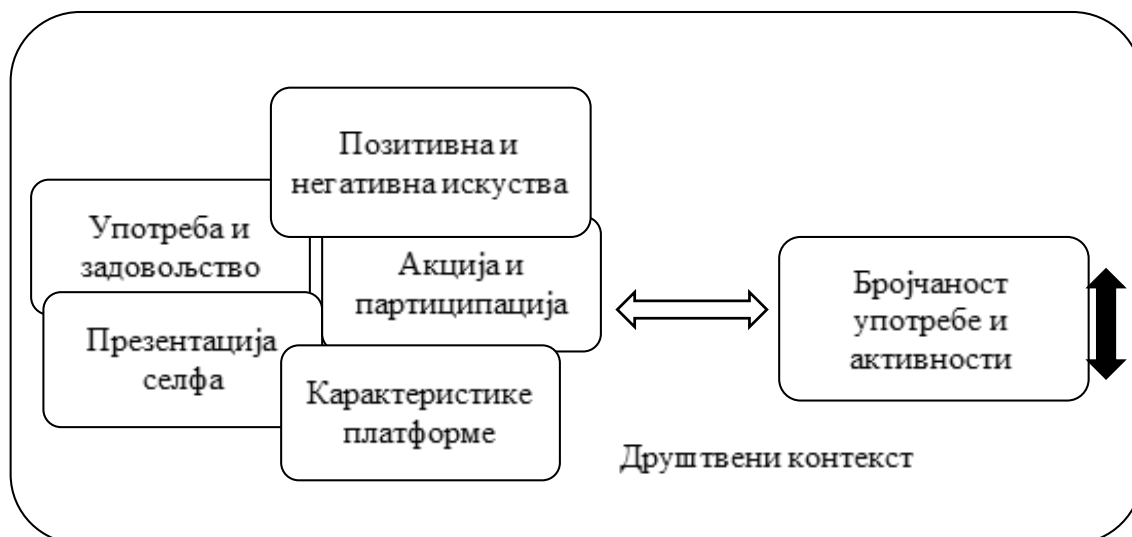 Позитивна и
негативна искуства
Употреба и
задовољство
Акција и
партиципација
Презентација
селфа
Карактеристике
платформе
Бројчаност
употребе и
активности
Друштвени контекст